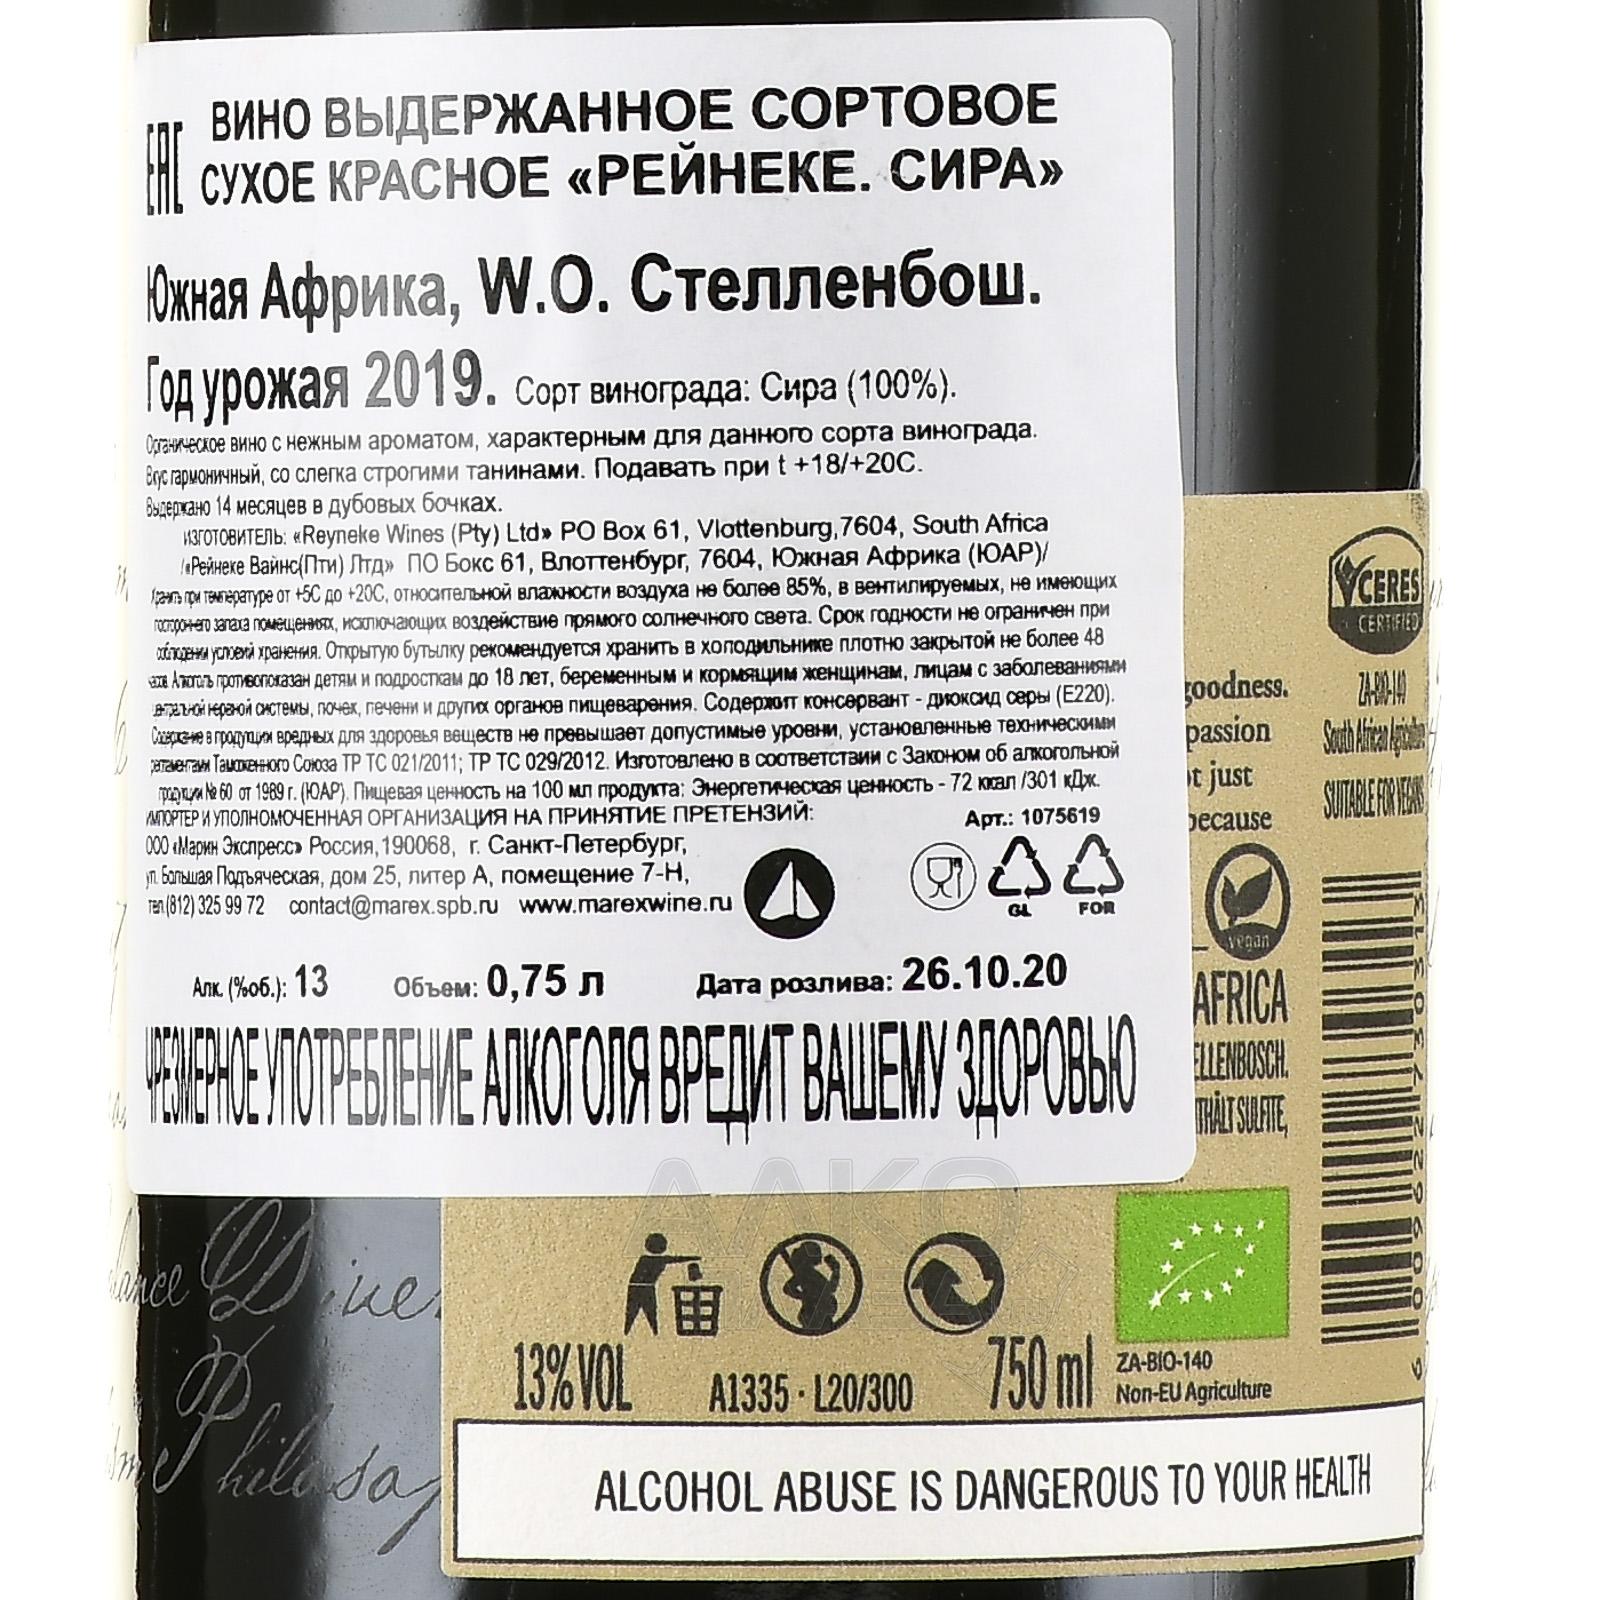 EAC
ВИНО ВЫДЕРЖАННОЕ СОРТОВОЕ
СУХОЕ КРАСНОЕ «РЕЙНЕКЕ. СИРА»
Южная Африка, W.O. Стелленбош.
Год урожая 2019. Сорт винограда: Сира (100%).
Органическое вино с нежным ароматом, характерным для данного сорта винограда.
Вкус гармоничный, со слегка строгими танинами. Подавать при t +18/+20С.
Выдержано 14 месяцев в дубовых бочках.
ИЗГОТОВИТЕЛЬ: «Reyneke Wines (Pty) Ltd» PO Box 61, Vlottenburg,7604, South Africa
/«Рейнеке Вайнс(Пти) Лтд» ПО Бокс 61, Влоттенбург, 7604, Южная Африка (ЮАР)/
Хранить при температуре от +5С до +20С, относительной влажности воздуха не более 85%, в вентилируемых, не имеющих
постороннего запаха помещениях, исключающих воздействие прямого солнечного света. Срок годности не ограничен при
соблюдении условий хранения. Открытую бутылку рекомендуется хранить в холодильнике плотно закрытой не более 48
часов. Алкоголь противопоказан детям и подросткам до 18 лет, беременным и кормящим женщинам, лицам с заболеваниями
центральной нервной системы, почек, печени и других органов пищеварения. Содержит консервант - диоксид серы (Е220).
Содержание в продукции вредных для здоровья веществ не превышает допустимые уровни, установленные техническими
регламентами Таможенного Союза ТР ТС 021/2011; ТР ТС 029/2012. Изготовлено в соответствии с Законом об алкогольной
продукции № 60 от 1989 г. (ЮАР). Пищевая ценность на 100 мл продукта: Энергетическая ценность - 72 ккал /301 кДж.
ИМПОРТЕР И УПОЛНОМОЧЕННАЯ ОРГАНИЗАЦИЯ НА ПРИНЯТИЕ ПРЕТЕНЗИЙ:
Арт.: 1075619
ООО «Марин Экспресс» Россия,190068, г. Санкт-Петербург,
ул. Большая Подъяческая, дом 25, литер А, помещение 7-Н,
тел.(812) 325 99 72 contact@marex.spb.ru www.marexwine.ru
GL FOR
Алк. (%об.): 13 Объем: 0,75 л Дата розлива: 26.10.20
ЧРЕЗМЕРНОЕ УПОТРЕБЛЕНИЕ АЛКОГОЛЯ ВРЕДИТ ВАШЕМУ ЗДОРОВЬЮ
CERES
CERTIFIED
ZA-BIO-140
South African
SUITABLE FOR VEGANS
goodness.
passion
just
because
vegan
AFRICA
SULFITE,
13% VOL
A1335 · L20/300
750 ml
ZA-BIO-140
Non-EU Agriculture
ALCOHOL ABUSE IS DANGEROUS TO YOUR HEALTH